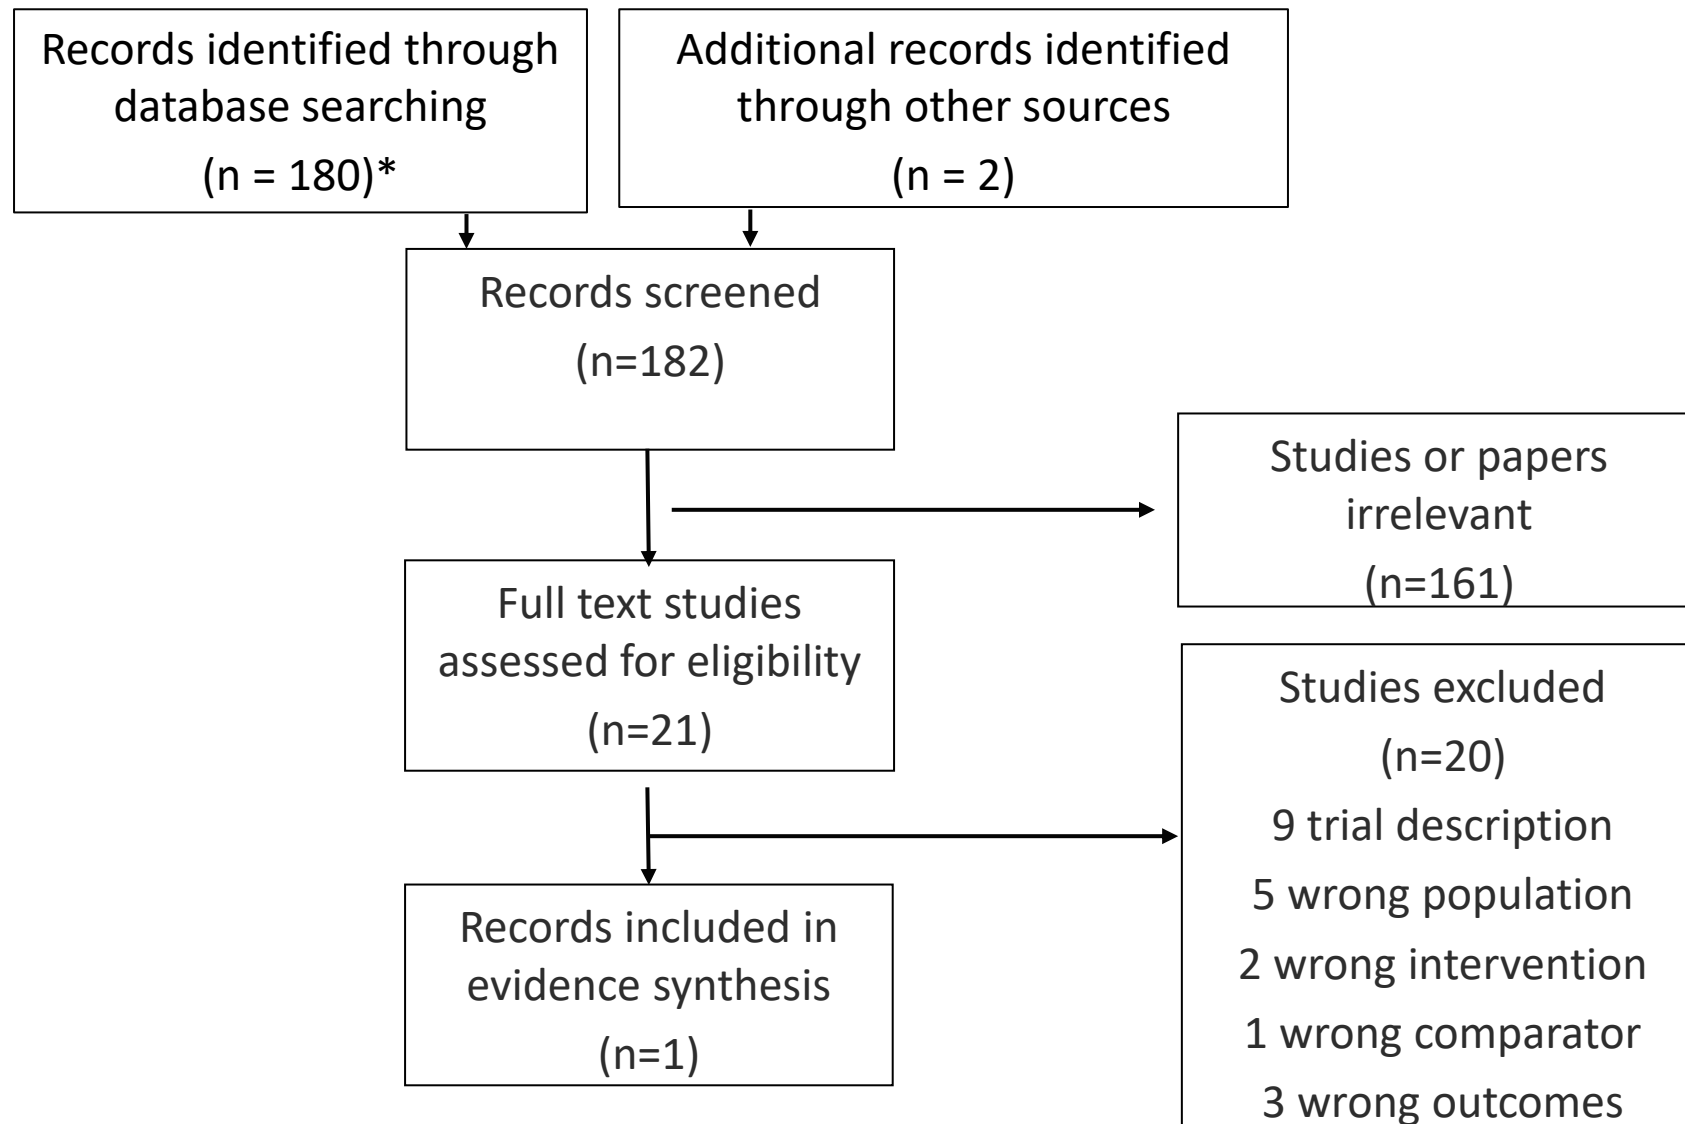 Records identified through
database searching
(n = 180)*
Additional records identified
through other sources
(n = 2)
Records screened
(n=182)
Studies or papers
irrelevant
(n=161)
Full text studies
assessed for eligibility
(n=21)
Studies excluded
(n=20)
9 trial description
5 wrong population
2 wrong intervention
1 wrong comparator
3 wrong outcomes
Records included in
evidence synthesis
(n=1)